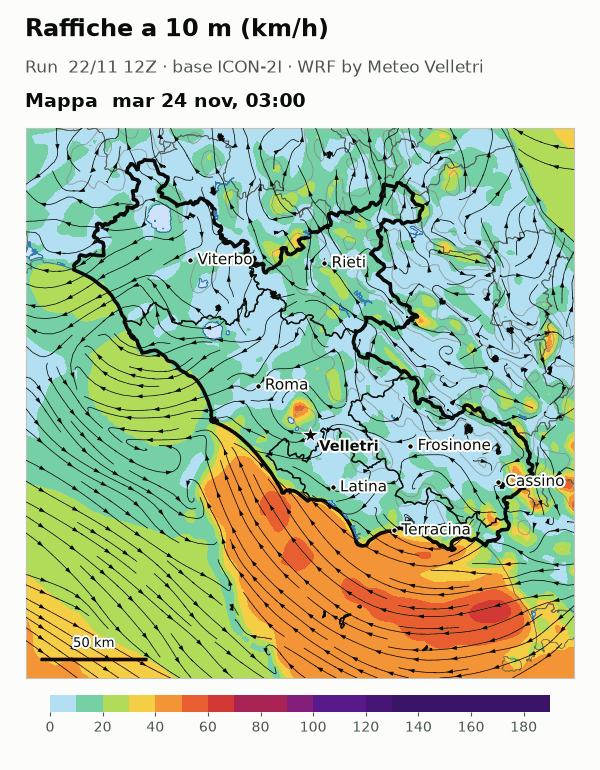 Raffiche a 10 m (km/h)
Run  22/11 12Z · base ICON-2I · WRF by Meteo Velletri
Mappa  mar 24 nov, 03:00
Viterbo
Rieti
Roma
Velletri
Frosinone
Cassino
Latina
Terracina
50 km
0 20 40 60 80 100 120 140 160 180